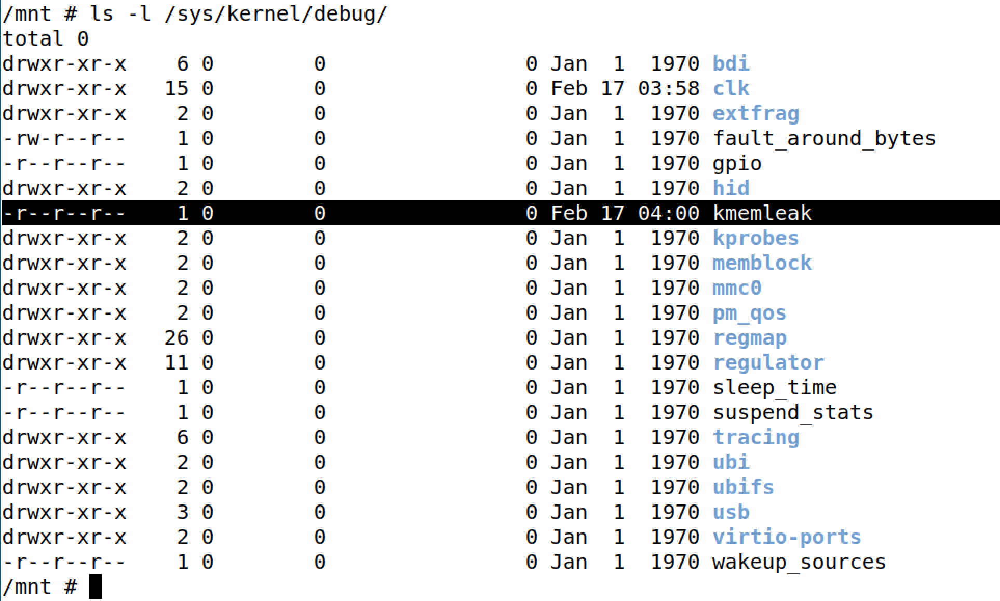 /mnt # ls -l /sys/kernel/debug/
total 0
drwxr-xr-x    6 0        0                0 Jan  1  1970 bdi
drwxr-xr-x   15 0        0                0 Feb 17 03:58 clk
drwxr-xr-x    2 0        0                0 Jan  1  1970 extfrag
-rw-r--r--    1 0        0                0 Jan  1  1970 fault_around_bytes
-r--r--r--    1 0        0                0 Jan  1  1970 gpio
drwxr-xr-x    2 0        0                0 Jan  1  1970 hid
-r--r--r--    1 0        0                0 Feb 17 04:00 kmemleak
drwxr-xr-x    2 0        0                0 Jan  1  1970 kprobes
drwxr-xr-x    2 0        0                0 Jan  1  1970 memblock
drwxr-xr-x    2 0        0                0 Jan  1  1970 mmc0
drwxr-xr-x    2 0        0                0 Jan  1  1970 pm_qos
drwxr-xr-x   26 0        0                0 Jan  1  1970 regmap
drwxr-xr-x   11 0        0                0 Jan  1  1970 regulator
-r--r--r--    1 0        0                0 Jan  1  1970 sleep_time
-r--r--r--    1 0        0                0 Jan  1  1970 suspend_stats
drwxr-xr-x    6 0        0                0 Jan  1  1970 tracing
drwxr-xr-x    2 0        0                0 Jan  1  1970 ubi
drwxr-xr-x    2 0        0                0 Jan  1  1970 ubifs
drwxr-xr-x    3 0        0                0 Jan  1  1970 usb
drwxr-xr-x    2 0        0                0 Jan  1  1970 virtio-ports
-r--r--r--    1 0        0                0 Jan  1  1970 wakeup_sources
/mnt #